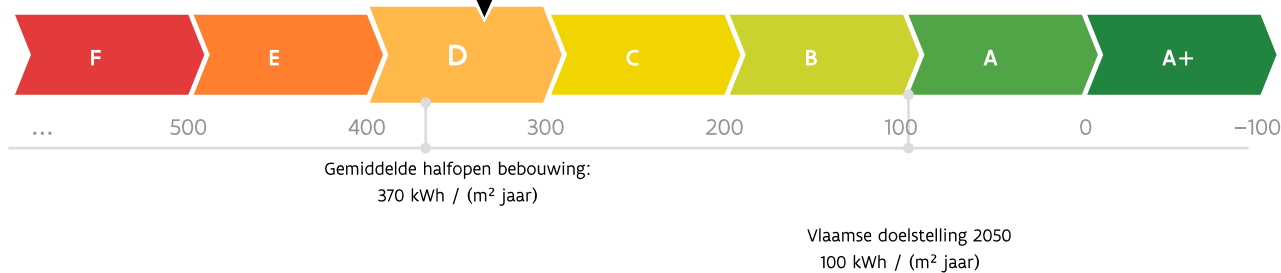 F E D C B A A+
... 500 400 300 200 100 0 −100
Gemiddelde halfopen bebouwing:
370 kWh / (m² jaar)
Vlaamse doelstelling 2050
100 kWh / (m² jaar)